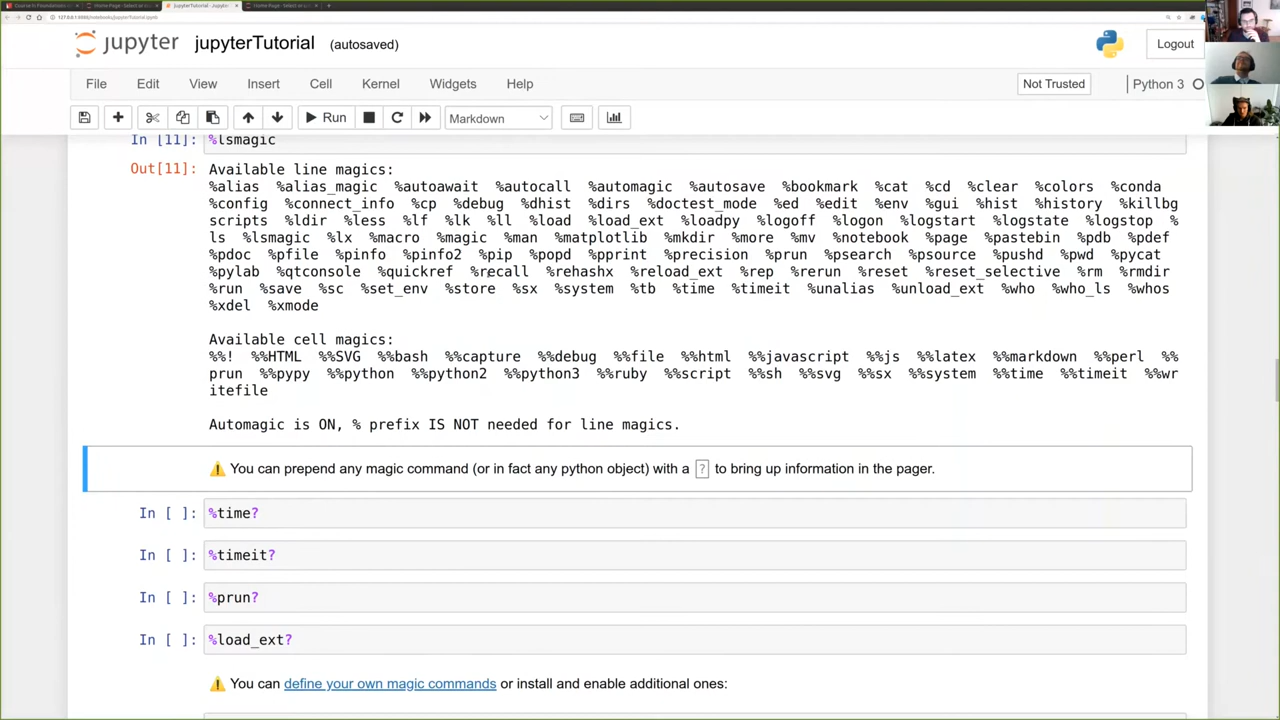 Home Page - Select or
jupyterTutorial - Jupyter
Home Page - Select or
jupyter jupyterTutorial (autosaved)
Logout
File Edit View Insert Cell Kernel Widgets Help
Not Trusted
Python 3
Run
Markdown
In [11]: %lsmagic
Out[11]: Available line magics:
%alias %alias_magic %autoawait %autocall %automagic %autosave %bookmark %cat %cd %clear %colors %conda
%config %connect_info %cp %debug %dhist %dirs %doctest_mode %ed %edit %env %gui %hist %history %killbg
scripts %ldir %less %lf %lk %ll %load %load_ext %loadpy %logoff %logon %logstart %logstate %logstop %
ls %lsmagic %lx %macro %magic %man %matplotlib %mkdir %more %mv %notebook %page %pastebin %pdb %pdef
%pdoc %pfile %pinfo %pinfo2 %pip %popd %pprint %precision %prun %psearch %psource %pushd %pwd %pycat
%pylab %qtconsole %quickref %recall %rehashx %reload_ext %rep %rerun %reset %reset_selective %rm %rmdir
%run %save %sc %set_env %store %sx %system %tb %time %timeit %unalias %unload_ext %who %who_ls %whos
%xdel %xmode
Available cell magics:
%%! %%HTML %%SVG %%bash %%capture %%debug %%file %%html %%javascript %%js %%latex %%markdown %%perl %%
prun %%pypy %%python %%python2 %%python3 %%ruby %%script %%sh %%svg %%sx %%system %%time %%timeit %%wr
itefile
Automagic is ON, % prefix IS NOT needed for line magics.
⚠ You can prepend any magic command (or in fact any python object) with a ? to bring up information in the pager.
In [ ]: %time?
In [ ]: %timeit?
In [ ]: %prun?
In [ ]: %load_ext?
⚠ You can define your own magic commands or install and enable additional ones: